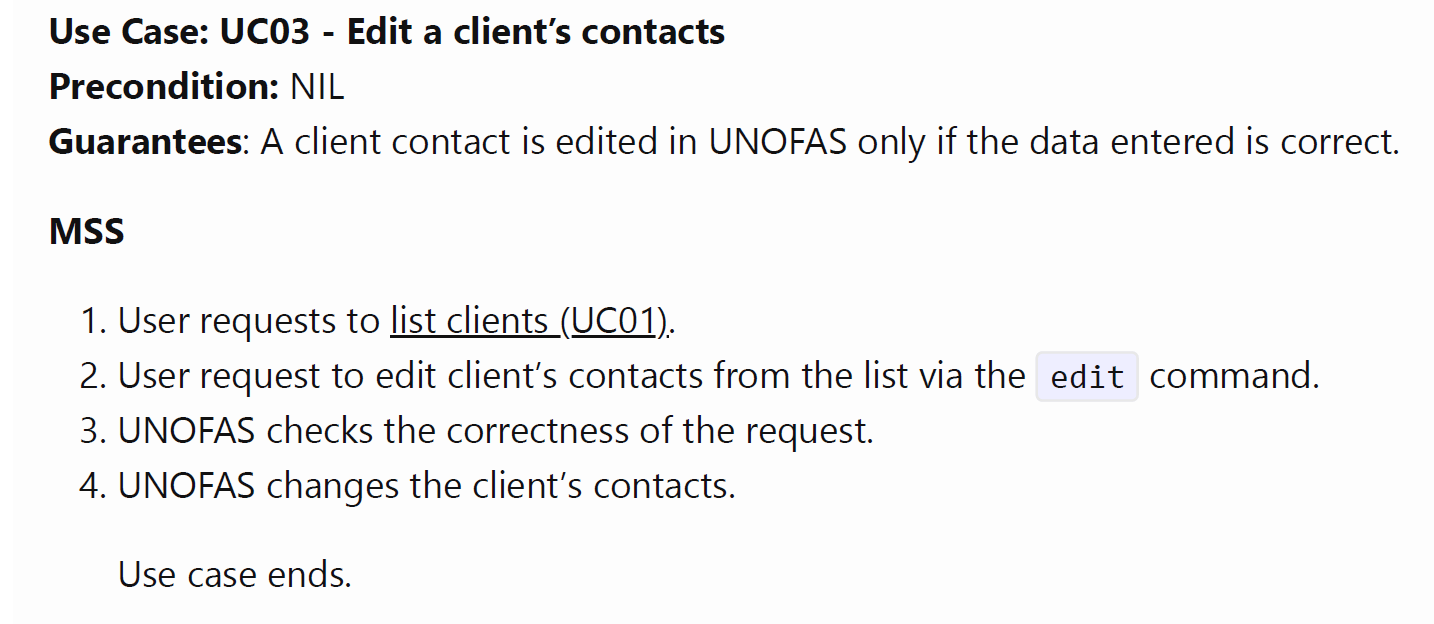 Use Case: UC03 - Edit a client’s contacts
Precondition: NIL
Guarantees: A client contact is edited in UNOFAS only if the data entered is correct.
MSS
1. User requests to list clients (UC01).
2. User request to edit client’s contacts from the list via the edit command.
3. UNOFAS checks the correctness of the request.
4. UNOFAS changes the client’s contacts.
Use case ends.